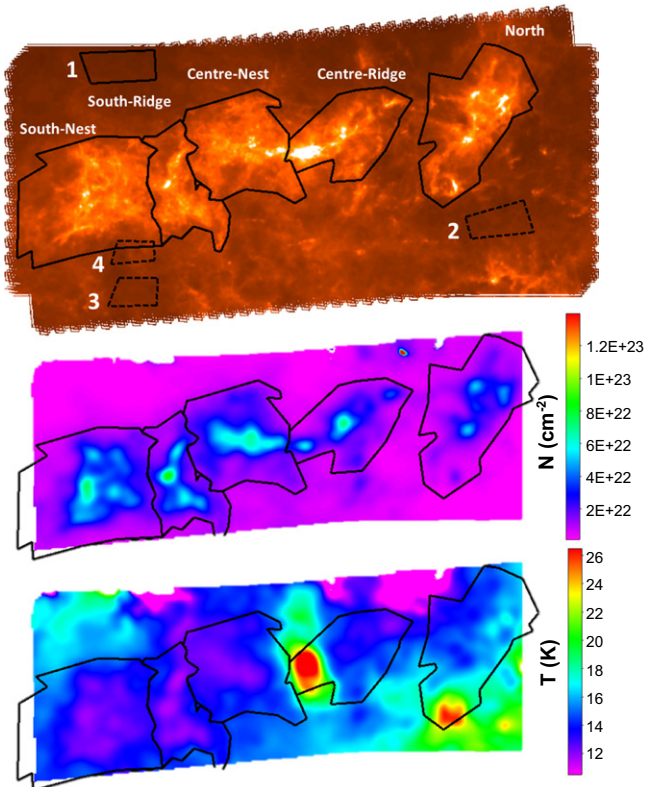 North
1
Centre-Nest
Centre-Ridge
South-Ridge
South-Nest
2
4
3
1.2E+23
1E+23
8E+22
6E+22
4E+22
2E+22
N (cm-2)
26
24
22
20
18
16
14
12
T (K)